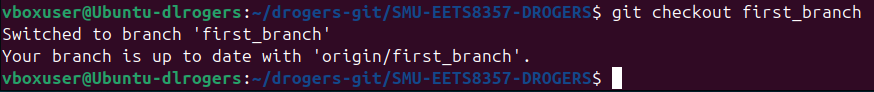 vboxuser@Ubuntu-dlrogers:~/drogers-git/SMU-EETS8357-DROGERS$ git checkout first_branch
Switched to branch 'first_branch'
Your branch is up to date with 'origin/first_branch'.
vboxuser@Ubuntu-dlrogers:~/drogers-git/SMU-EETS8357-DROGERS$